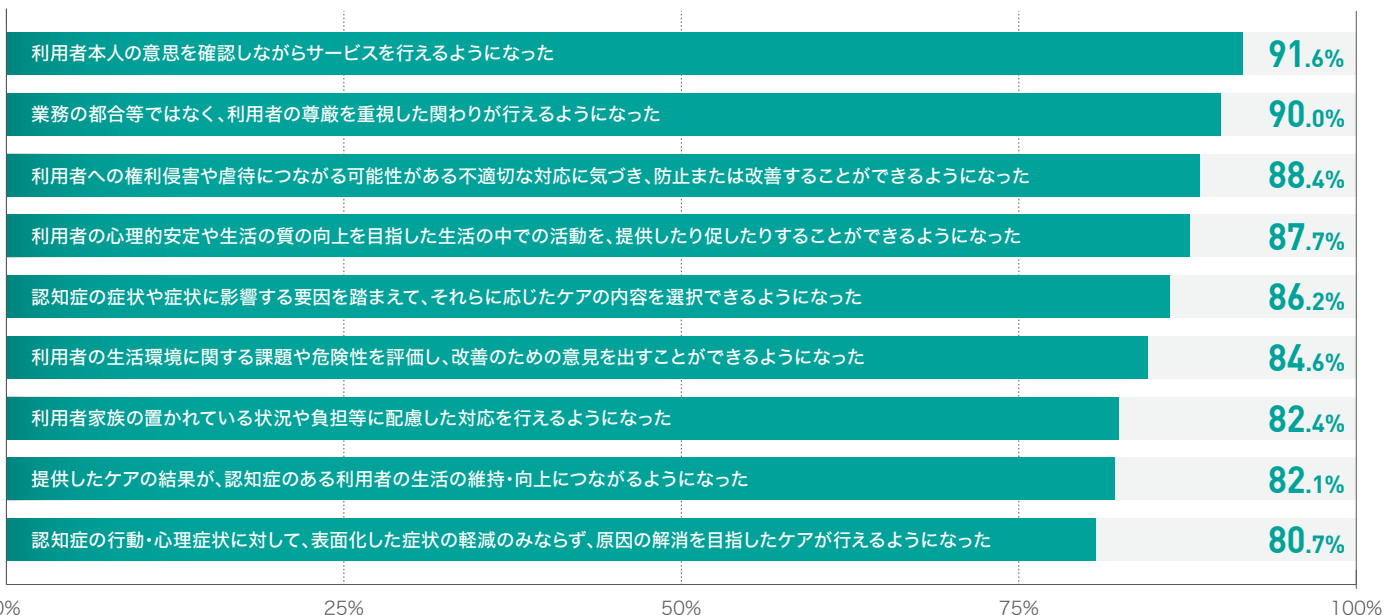 利用者本人の意思を確認しながらサービスを行えるようになった 91.6%
業務の都合等ではなく、利用者の尊厳を重視した関わりが行えるようになった 90.0%
利用者への権利侵害や虐待につながる可能性がある不適切な対応に気づき、防止または改善することができるようになった 88.4%
利用者の心理的安定や生活の質の向上を目指した生活の中での活動を、提供したり促したりすることができるようになった 87.7%
認知症の症状や症状に影響する要因を踏まえて、それらに応じたケアの内容を選択できるようになった 86.2%
利用者の生活環境に関する課題や危険性を評価し、改善のための意見を出すことができるようになった 84.6%
利用者家族の置かれている状況や負担等に配慮した対応を行えるようになった 82.4%
提供したケアの結果が、認知症のある利用者の生活の維持・向上につながるようになった 82.1%
認知症の行動・心理症状に対して、表面化した症状の軽減のみならず、原因の解消を目指したケアが行えるようになった 80.7%
0% 25% 50% 75% 100%